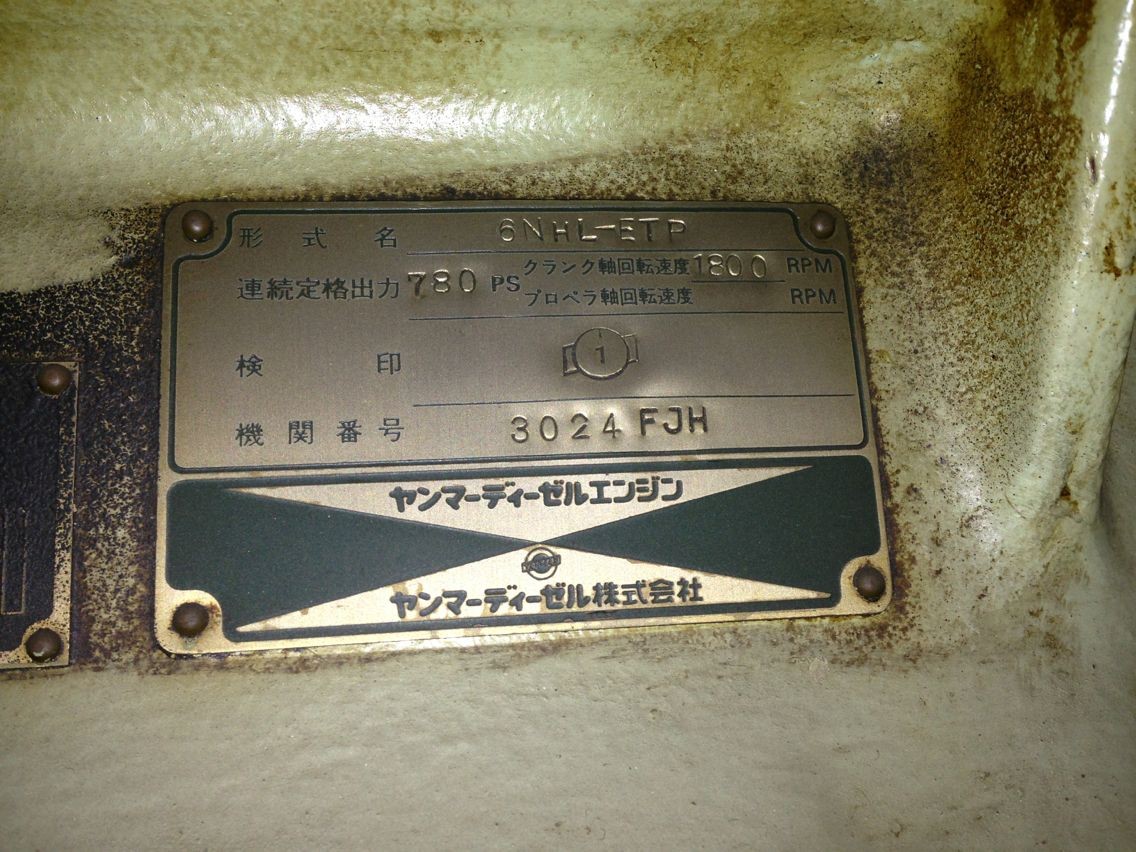 形式名 6NHL-ETP
連続定格出力 780 PS クランク軸回転速度 1800 RPM
プロペラ軸回転速度 RPM
検印 1
機関番号 3024 FJH
ヤンマーディーゼルエンジン
YANMAR
ヤンマーディーゼル株式会社